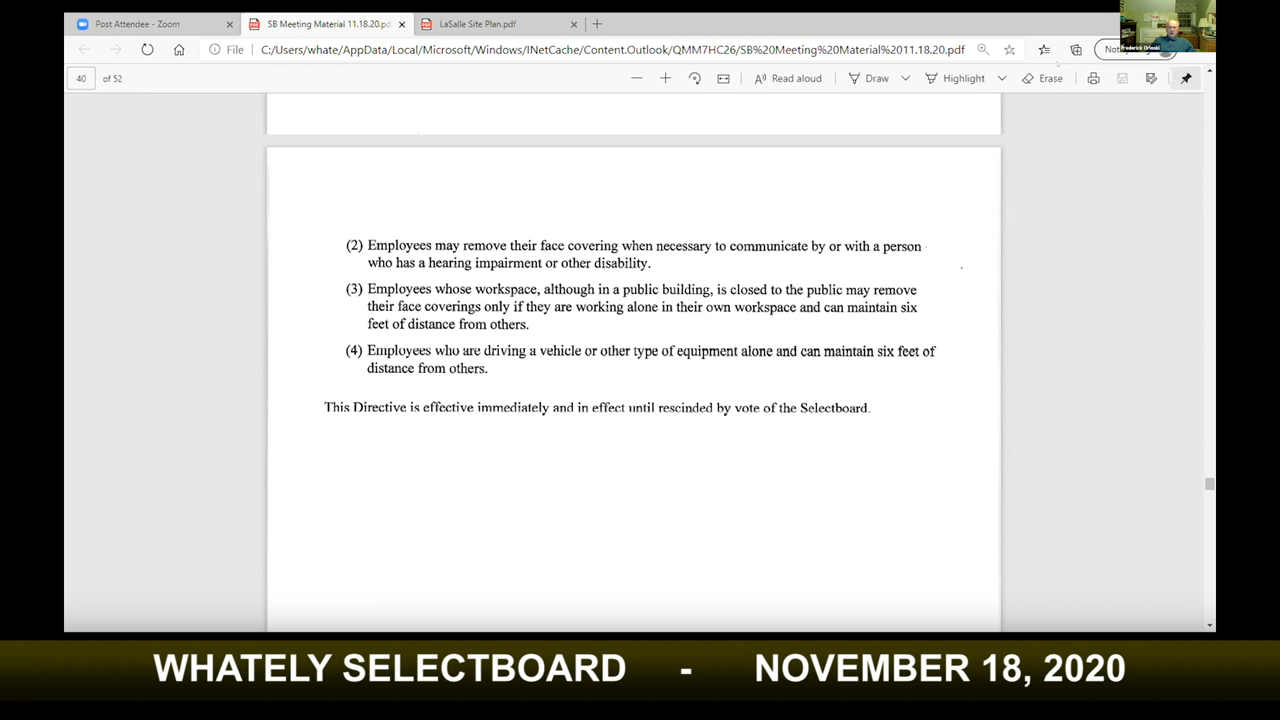 Post Attendee - Zoom
SB Meeting Material 11.18.20.pd
LaSalle Site Plan.pdf
File
C:/Users/whate/AppData/Local/Microsoft/Windows/INetCache/Content.Outlook/QMM7HC26/SB%20Meeting%20Material%2011.18.20.pdf
Frederick Orloski
40 of 52
Read aloud
Draw
Highlight
Erase
(2) Employees may remove their face covering when necessary to communicate by or with a person
who has a hearing impairment or other disability.
(3) Employees whose workspace, although in a public building, is closed to the public may remove
their face coverings only if they are working alone in their own workspace and can maintain six
feet of distance from others.
(4) Employees who are driving a vehicle or other type of equipment alone and can maintain six feet of
distance from others.
This Directive is effective immediately and in effect until rescinded by vote of the Selectboard.
WHATELY SELECTBOARD - NOVEMBER 18, 2020